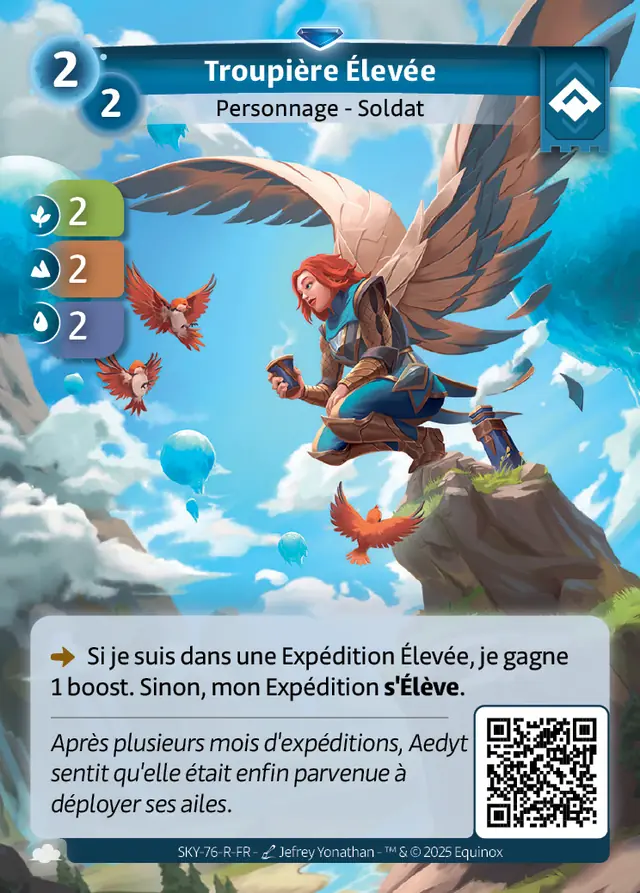 2
2
Troupière Élevée
Personnage - Soldat
2
2
2
Si je suis dans une Expédition Élevée, je gagne
1 boost. Sinon, mon Expédition s'Élève.
Après plusieurs mois d'expéditions, Aedyt
sentit qu'elle était enfin parvenue à
déployer ses ailes.
SKY-76-R-FR - Jefrey Yonathan - ™ & © 2025 Equinox